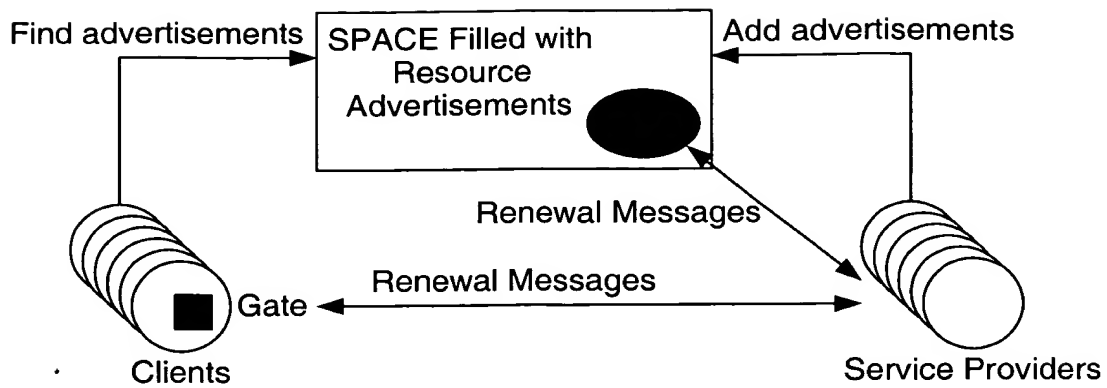 Find advertisements
SPACE Filled with
Resource
Advertisements
Add advertisements
Renewal Messages
Renewal Messages
Gate
Clients
Service Providers